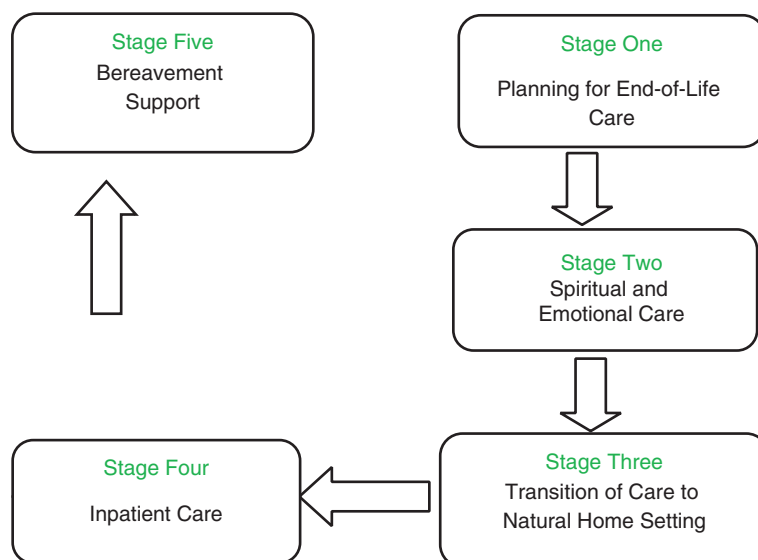 Stage Five
Bereavement
Support
Stage One
Planning for End-of-Life
Care
Stage Two
Spiritual and
Emotional Care
Stage Four
Inpatient Care
Stage Three
Transition of Care to
Natural Home Setting